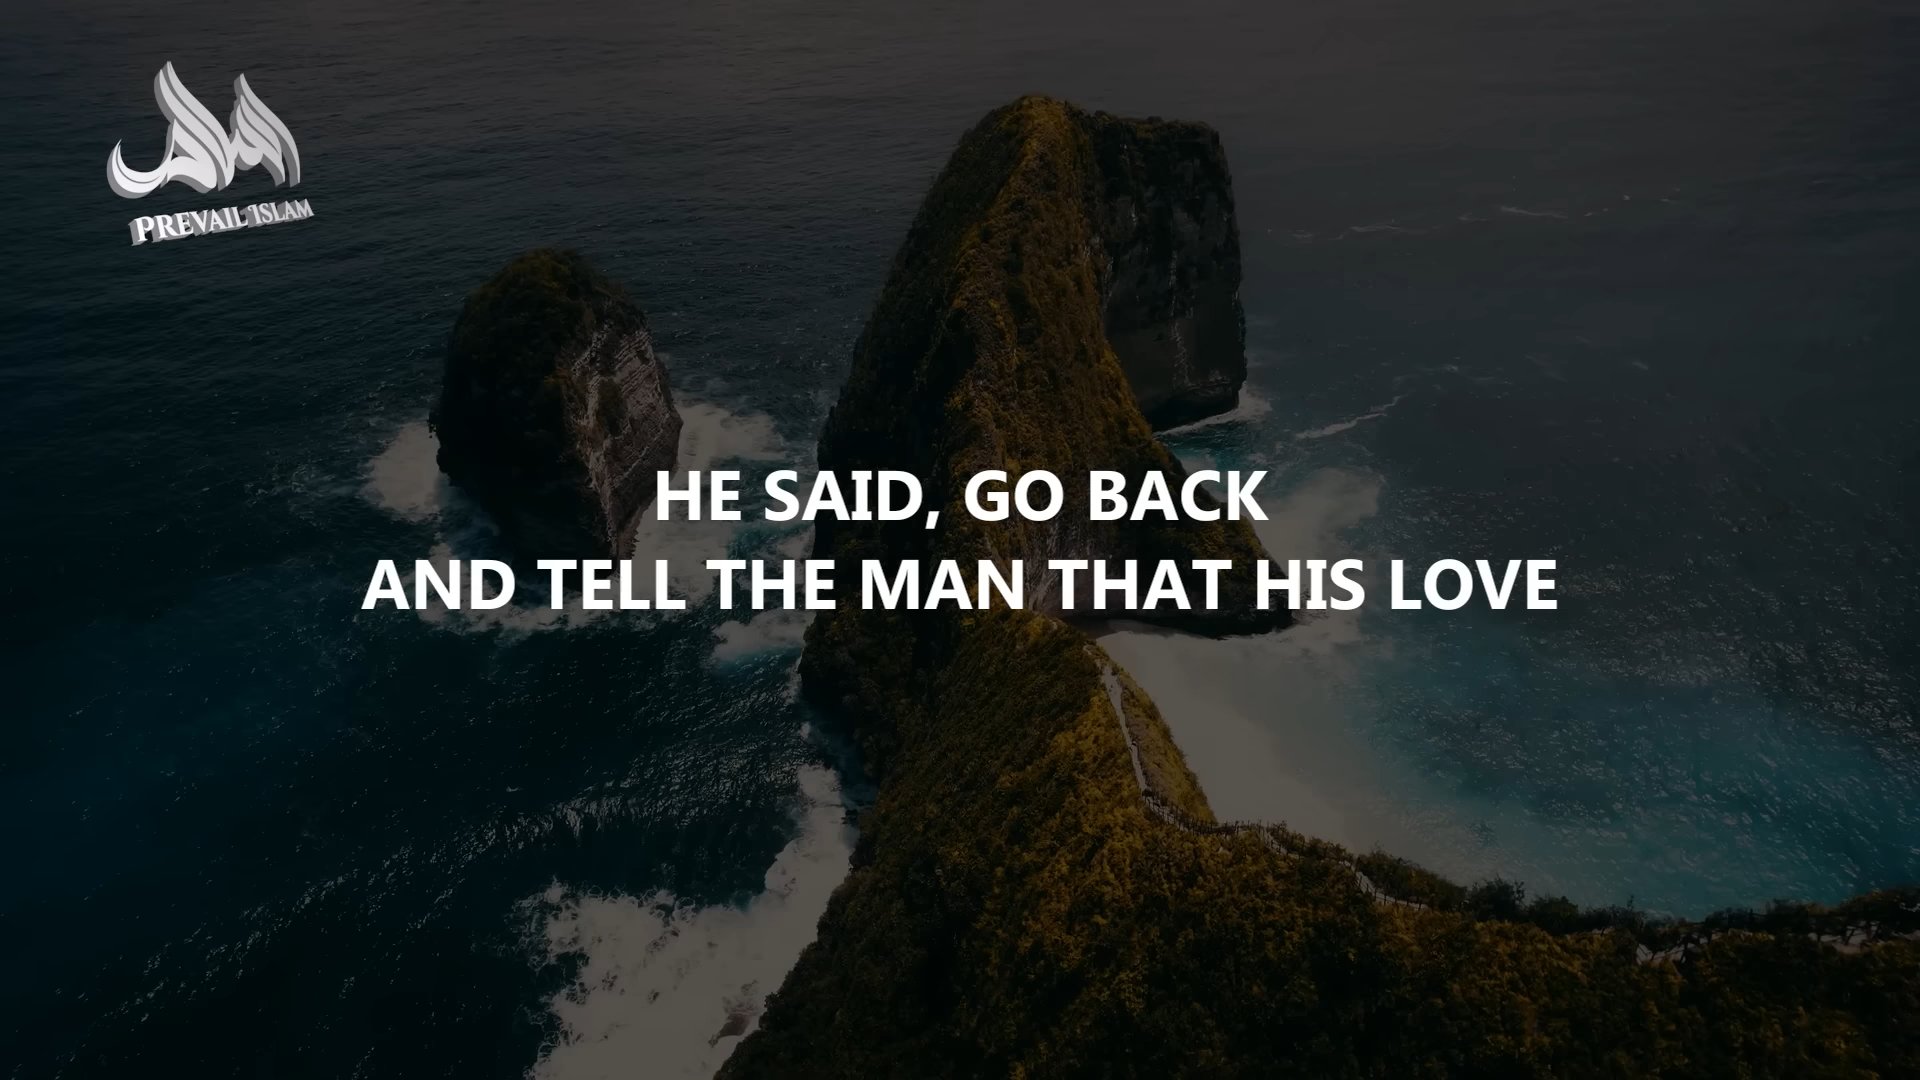 PREVAIL ISLAM
HE SAID, GO BACK
AND TELL THE MAN THAT HIS LOVE